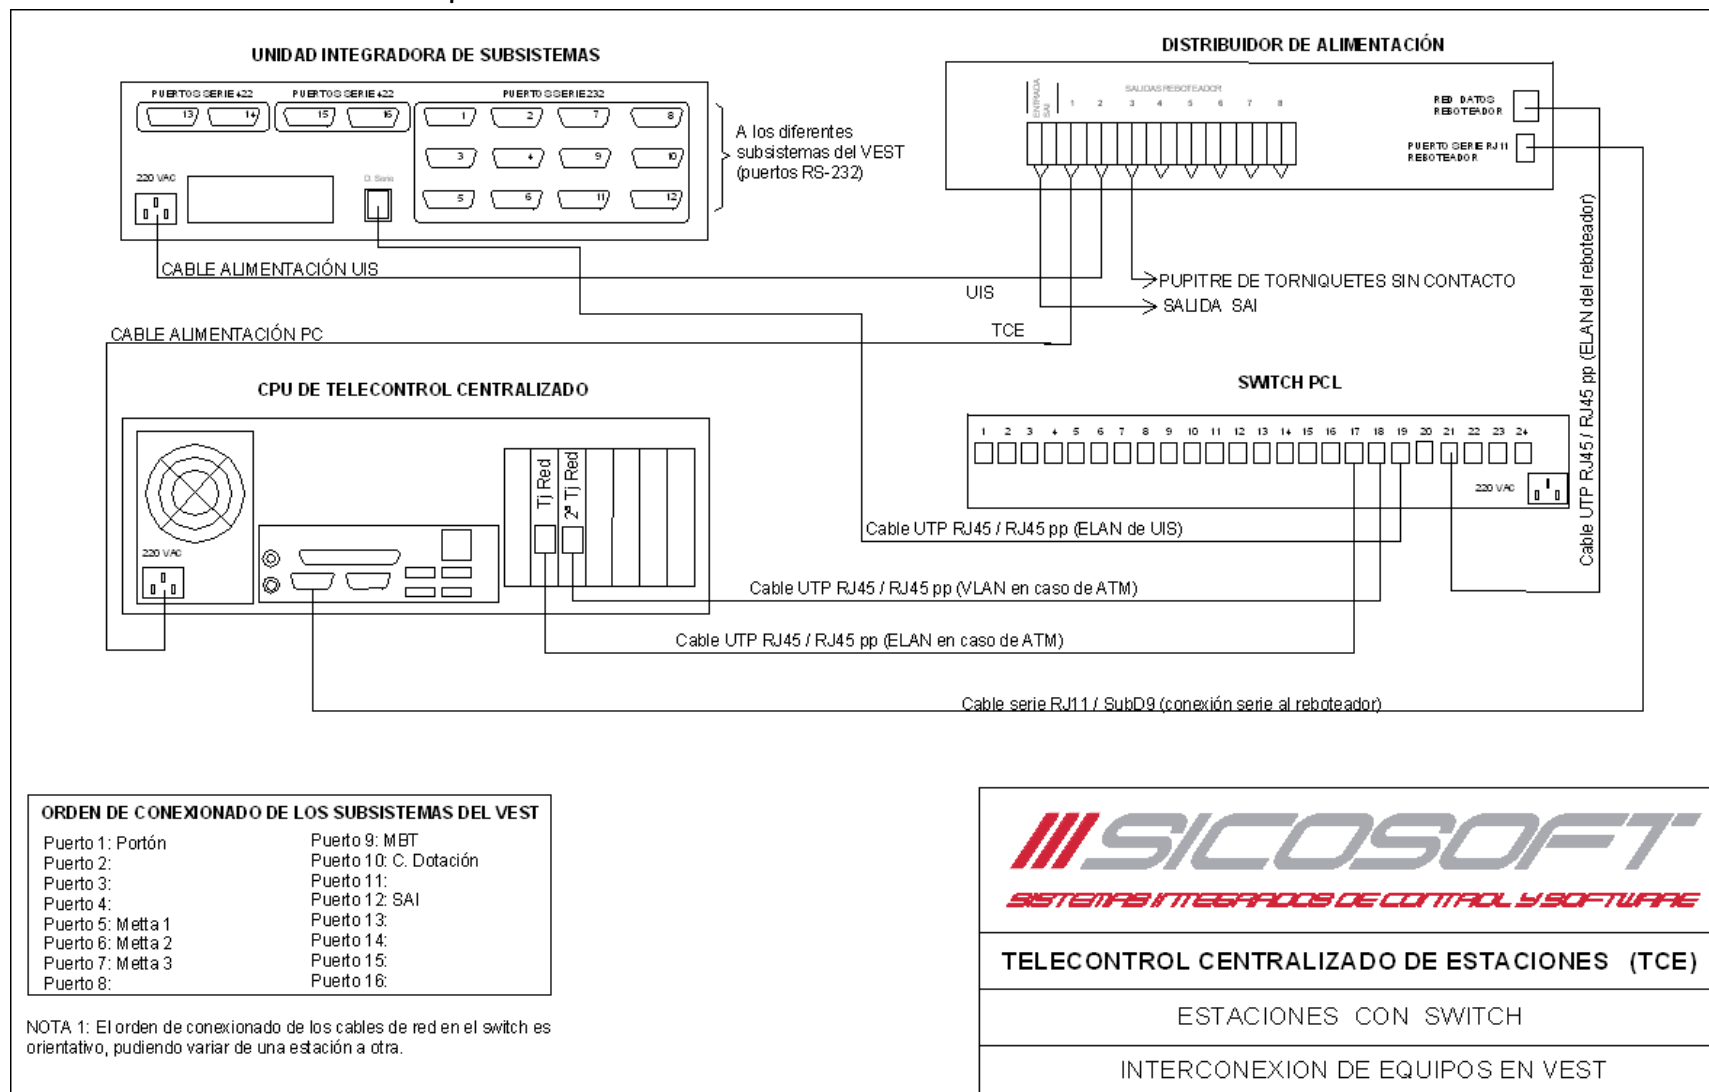 UNIDAD INTEGRADORA DE SUBSISTEMAS
PUERTOS SERIE 422
PUERTOS SERIE 422
PUERTOS SERIE 232
13
14
15
16
1
2
7
8
3
4
9
10
5
6
11
12
220 VAC
D. Serie
A los diferentes
subsistemas del VEST
(puertos RS-232)
DISTRIBUIDOR DE ALIMENTACIÓN
ENTRADA
SAI
SALIDAS REBOTEADOR
1 2 3 4 5 6 7 8
RED DATOS
REBOTEADOR
PUERTO SERIE RJ11
REBOTEADOR
CABLE ALIMENTACIÓN UIS
UIS
PUPITRE DE TORNIQUETES SIN CONTACTO
SALIDA SAI
TCE
CABLE ALIMENTACIÓN PC
Cable UTP RJ45 / RJ45 pp (ELAN del reboteador)
CPU DE TELECONTROL CENTRALIZADO
220 VAC
Tj Red
2ª Tj Red
SWITCH PCL
1 2 3 4 5 6 7 8 9 10 11 12 13 14 15 16 17 18 19 20 21 22 23 24
220 VAC
Cable UTP RJ45 / RJ45 pp (ELAN de UIS)
Cable UTP RJ45 / RJ45 pp (VLAN en caso de ATM)
Cable UTP RJ45 / RJ45 pp (ELAN en caso de ATM)
Cable serie RJ11 / SubD9 (conexión serie al reboteador)
ORDEN DE CONEXIONADO DE LOS SUBSISTEMAS DEL VEST
Puerto 1: Portón
Puerto 2:
Puerto 3:
Puerto 4:
Puerto 5: Metta 1
Puerto 6: Metta 2
Puerto 7: Metta 3
Puerto 8:
Puerto 9: MBT
Puerto 10: C. Dotación
Puerto 11:
Puerto 12: SAI
Puerto 13:
Puerto 14:
Puerto 15:
Puerto 16:
NOTA 1: El orden de conexionado de los cables de red en el switch es
orientativo, pudiendo variar de una estación a otra.
SICOSOFT
SISTEMAS INTEGRADOS DE CONTROL Y SOFTWARE
TELECONTROL CENTRALIZADO DE ESTACIONES (TCE)
ESTACIONES CON SWITCH
INTERCONEXION DE EQUIPOS EN VEST